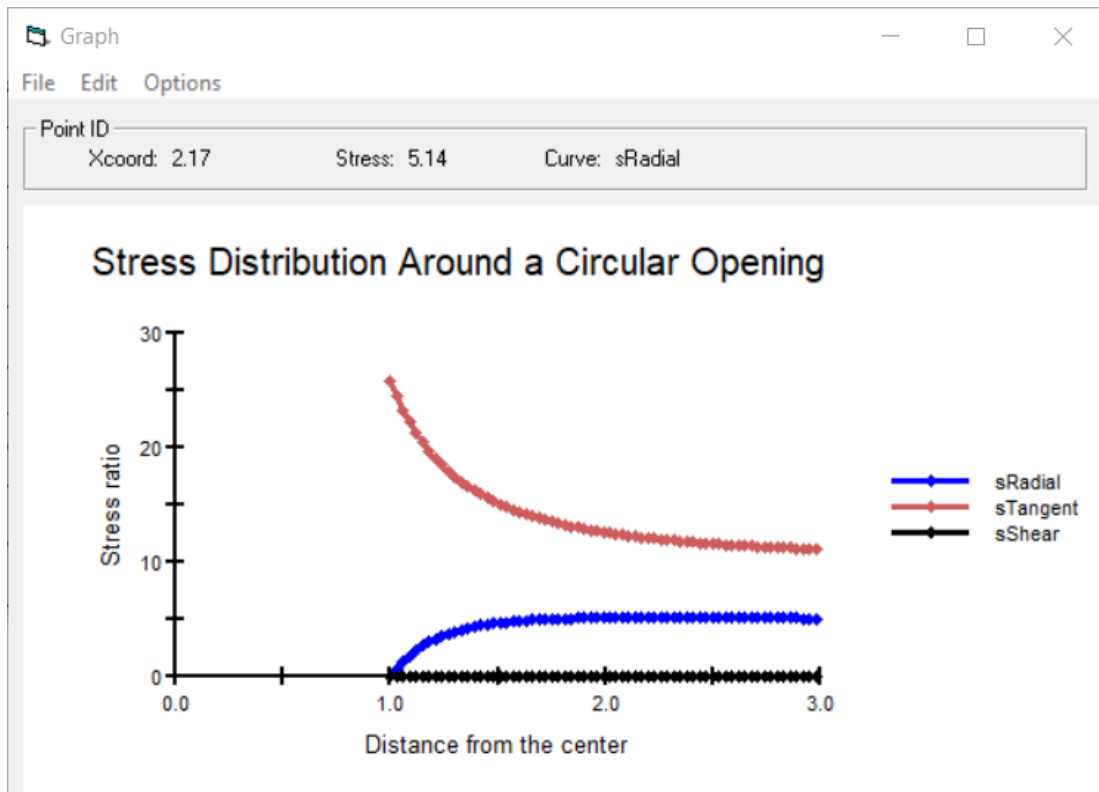 Graph
File Edit Options
Point ID
Xcoord: 2.17 Stress: 5.14 Curve: sRadial
Stress Distribution Around a Circular Opening
30
20
10
0
Stress ratio
0.0 1.0 2.0 3.0
Distance from the center
sRadial
sTangent
sShear